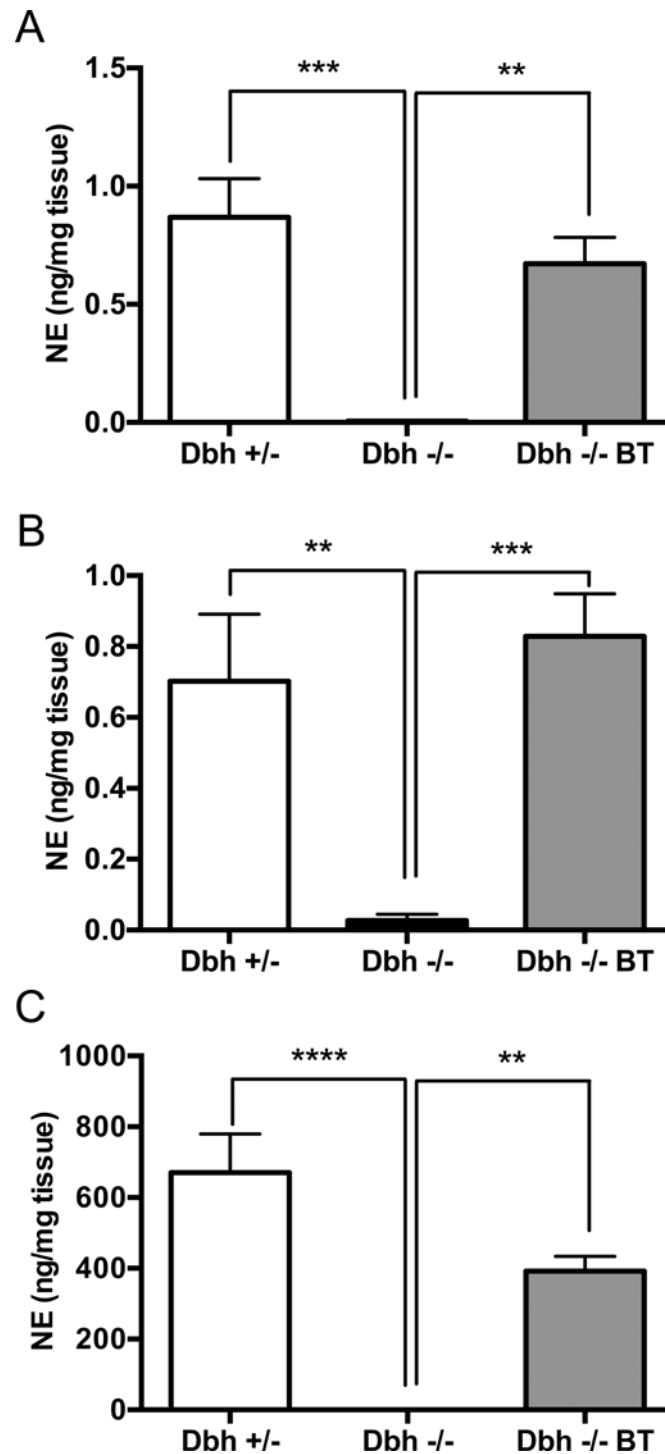 A
*** **
1.5
1.0
0.5
0.0
NE (ng/mg tissue)
Dbh +/- Dbh -/- Dbh -/- BT
B
** ***
1.0
0.8
0.6
0.4
0.2
0.0
NE (ng/mg tissue)
Dbh +/- Dbh -/- Dbh -/- BT
C
**** **
1000
800
600
400
200
0
NE (ng/mg tissue)
Dbh +/- Dbh -/- Dbh -/- BT